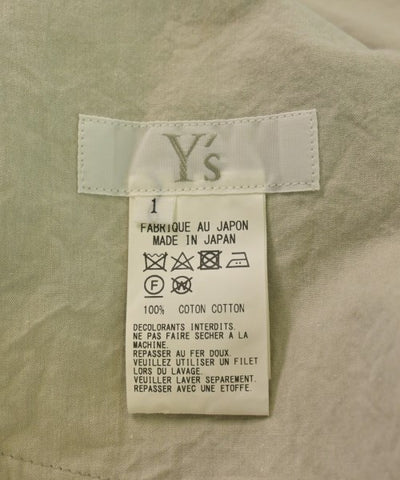 Y's
1
FABRIQUE AU JAPON
MADE IN JAPAN
F W
100% COTON COTTON
DECOLORANTS INTERDITS.
NE PAS FAIRE SECHER A LA
MACHINE.
REPASSER AU FER DOUX.
VEUILLEZ UTILISER UN FILET
LORS DU LAVAGE.
VEUILLER LAVER SEPAREMENT.
REPASSER AVEC UNE ETOFFE.